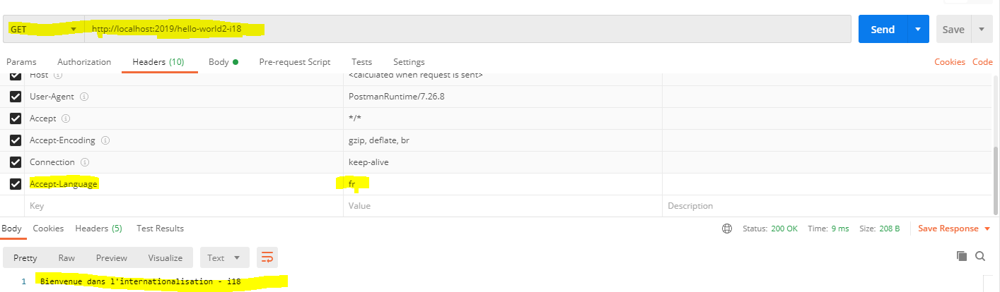 GET http://localhost:2019/hello-world2-i18 Send Save
Params Authorization Headers (10) Body Pre-request Script Tests Settings Cookies Code
Host <calculated when request is sent>
User-Agent PostmanRuntime/7.26.8
Accept */*
Accept-Encoding gzip, deflate, br
Connection keep-alive
Accept-Language fr
Key Value Description
Body Cookies Headers (5) Test Results Status: 200 OK Time: 9 ms Size: 208 B Save Response
Pretty Raw Preview Visualize Text
1 Bienvenue dans l'internationalisation - i18